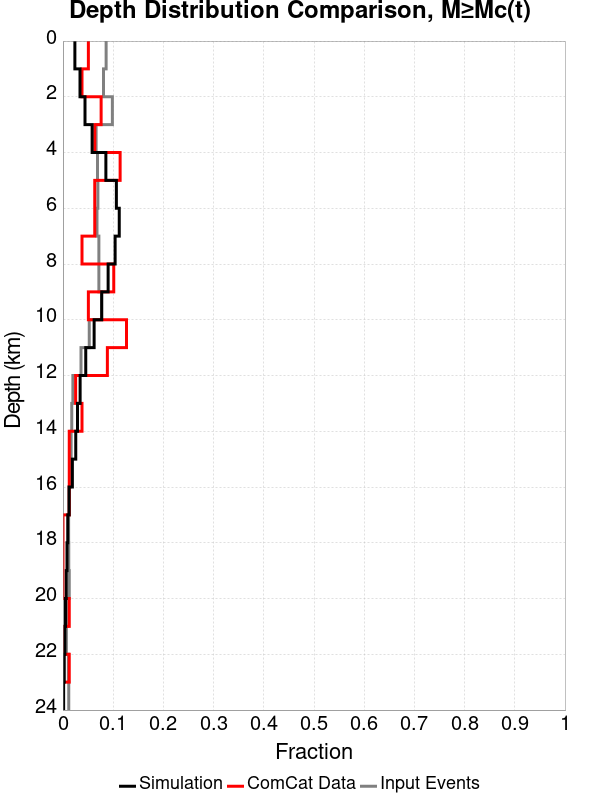 Depth Distribution Comparison, M≥Mc(t)
0
2
4
6
8
10
12
14
16
18
20
22
24
Depth (km)
0 0.1 0.2 0.3 0.4 0.5 0.6 0.7 0.8 0.9 1
Fraction
Simulation ComCat Data Input Events